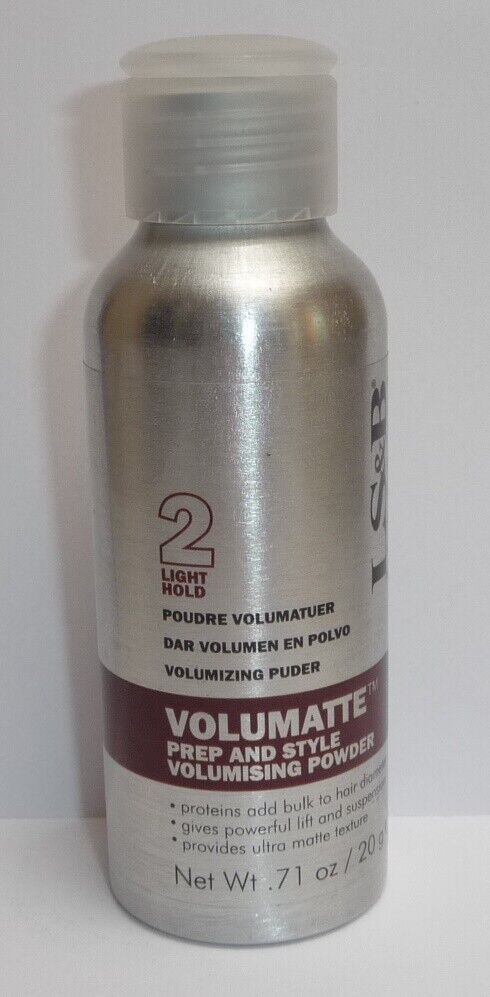 LS&B®
2
LIGHT
HOLD
POUDRE VOLUMATUER
DAR VOLUMEN EN POLVO
VOLUMIZING PUDER
VOLUMATTE™
PREP AND STYLE
VOLUMISING POWDER
• proteins add bulk to hair
• gives powerful lift and
• provides ultra matte texture
Net Wt .71 oz / 20 g